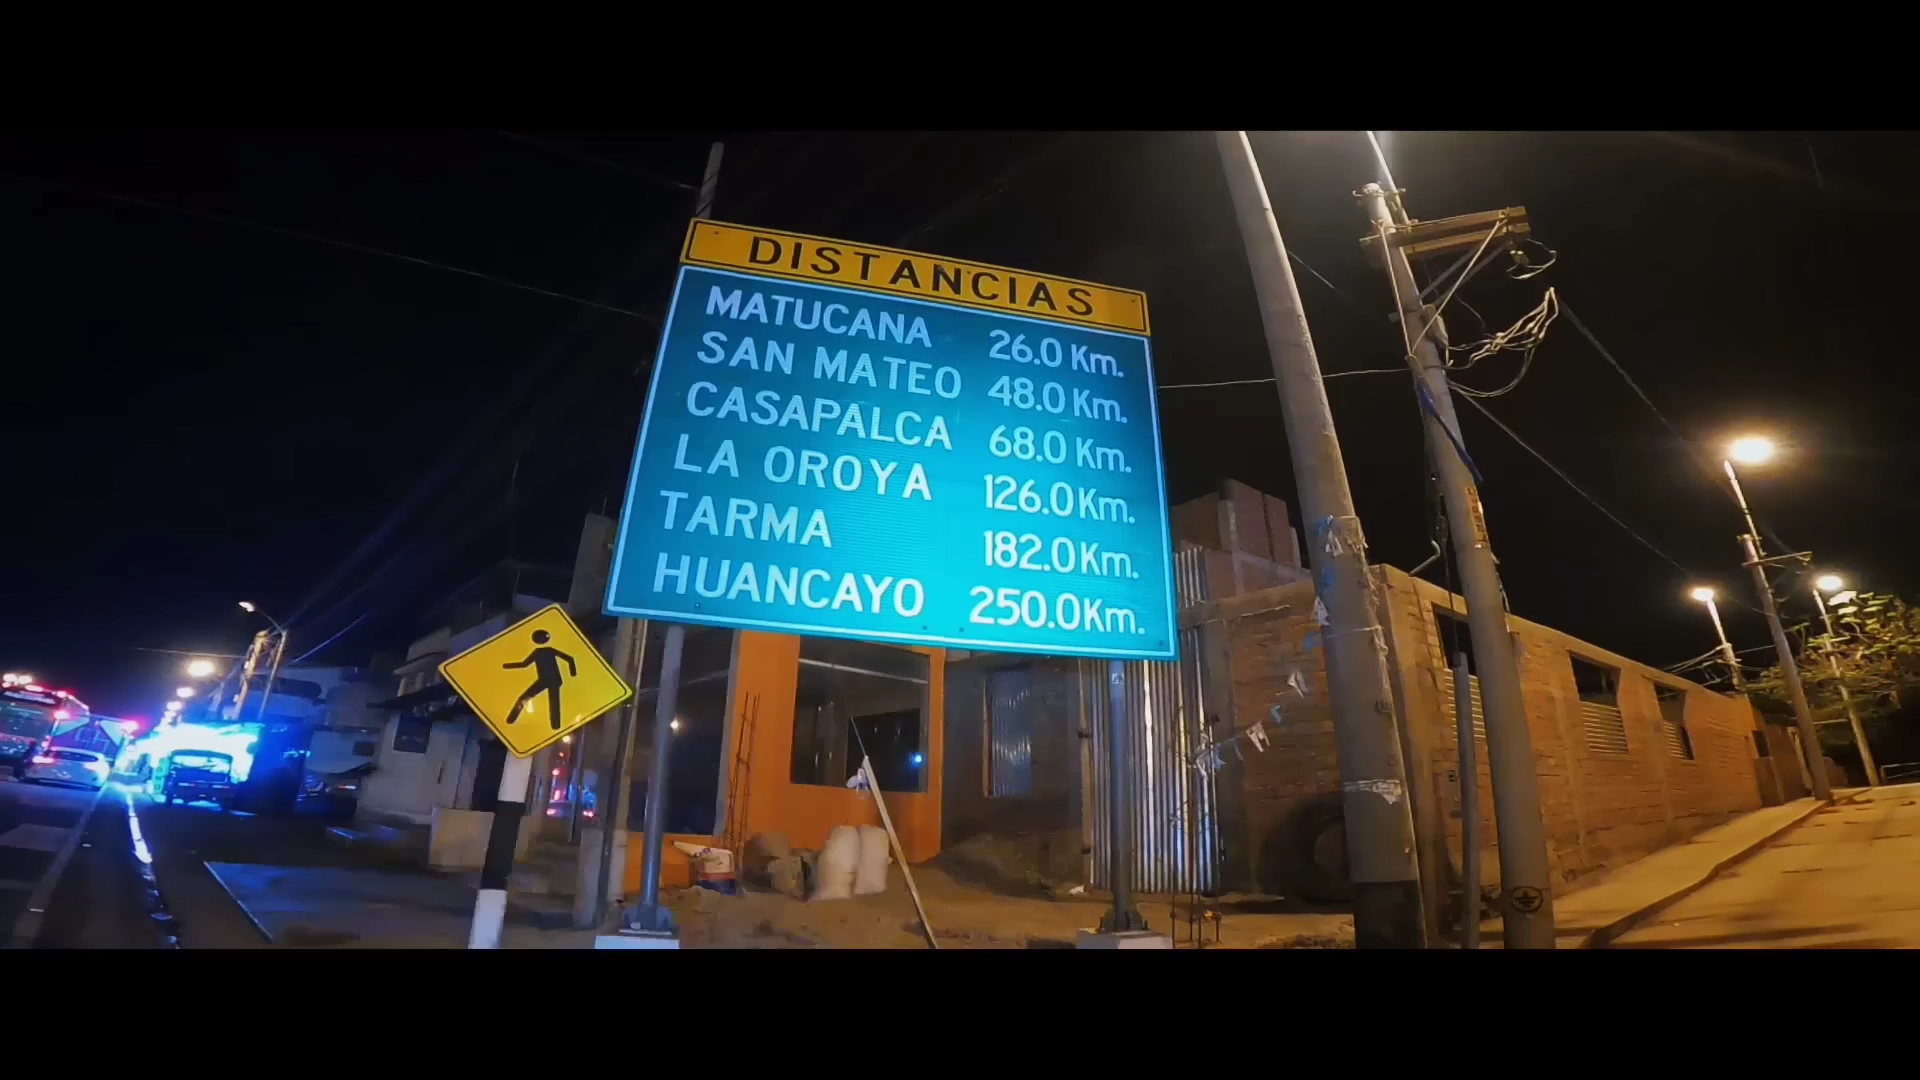 DISTANCIAS
MATUCANA 26.0 Km.
SAN MATEO 48.0 Km.
CASAPALCA 68.0 Km.
LA OROYA 126.0 Km.
TARMA 182.0 Km.
HUANCAYO 250.0 Km.